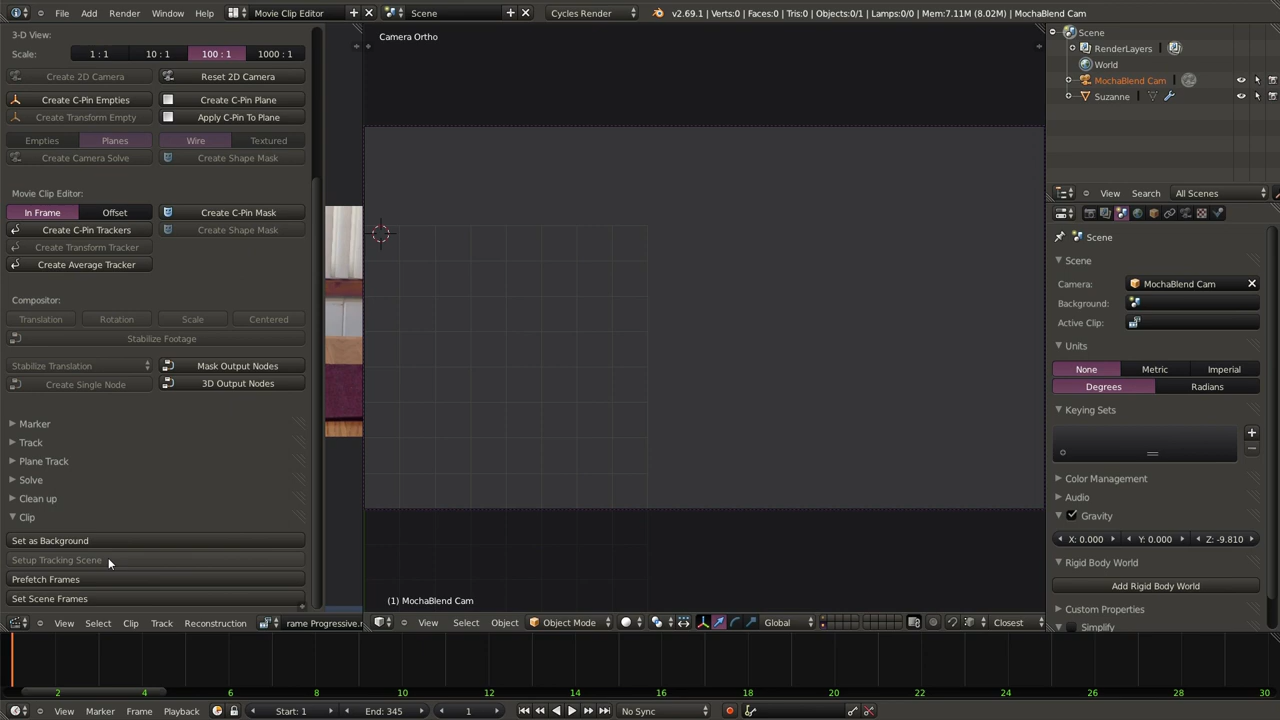 File Add Render Window Help Movie Clip Editor Scene Cycles Render v2.69.1 | Verts:0 | Faces:0 | Tris:0 | Objects:0/1 | Lamps:0/0 | Mem:7.11M (8.02M) | MochaBlend Cam
3-D View:
Scale: 1 : 1 10 : 1 100 : 1 1000 : 1
Create 2D Camera Reset 2D Camera
Create C-Pin Empties Create C-Pin Plane
Create Transform Empty Apply C-Pin To Plane
Empties Planes Wire Textured
Create Camera Solve Create Shape Mask
Movie Clip Editor:
In Frame Offset Create C-Pin Mask
Create C-Pin Trackers Create Shape Mask
Create Transform Tracker
Create Average Tracker
Compositor:
Translation Rotation Scale Centered
Stabilize Footage
Stabilize Translation Mask Output Nodes
Create Single Node 3D Output Nodes
Marker
Track
Plane Track
Solve
Clean up
Clip
Set as Background
Setup Tracking Scene
Prefetch Frames
Set Scene Frames
View Select Clip Track Reconstruction rame Progressive.
Camera Ortho
(1) MochaBlend Cam
View Select Object Object Mode Global Closest
Scene
RenderLayers
World
MochaBlend Cam
Suzanne
View Search All Scenes
Scene
Scene
Camera: MochaBlend Cam
Background:
Active Clip:
Units
None Metric Imperial
Degrees Radians
Keying Sets
Color Management
Audio
Gravity
X: 0.000 Y: 0.000 Z: -9.810
Rigid Body World
Add Rigid Body World
Custom Properties
Simplify
2 4 6 8 10 12 14 16 18 20 22 24 26 28 30
View Marker Frame Playback Start: 1 End: 345 1 No Sync